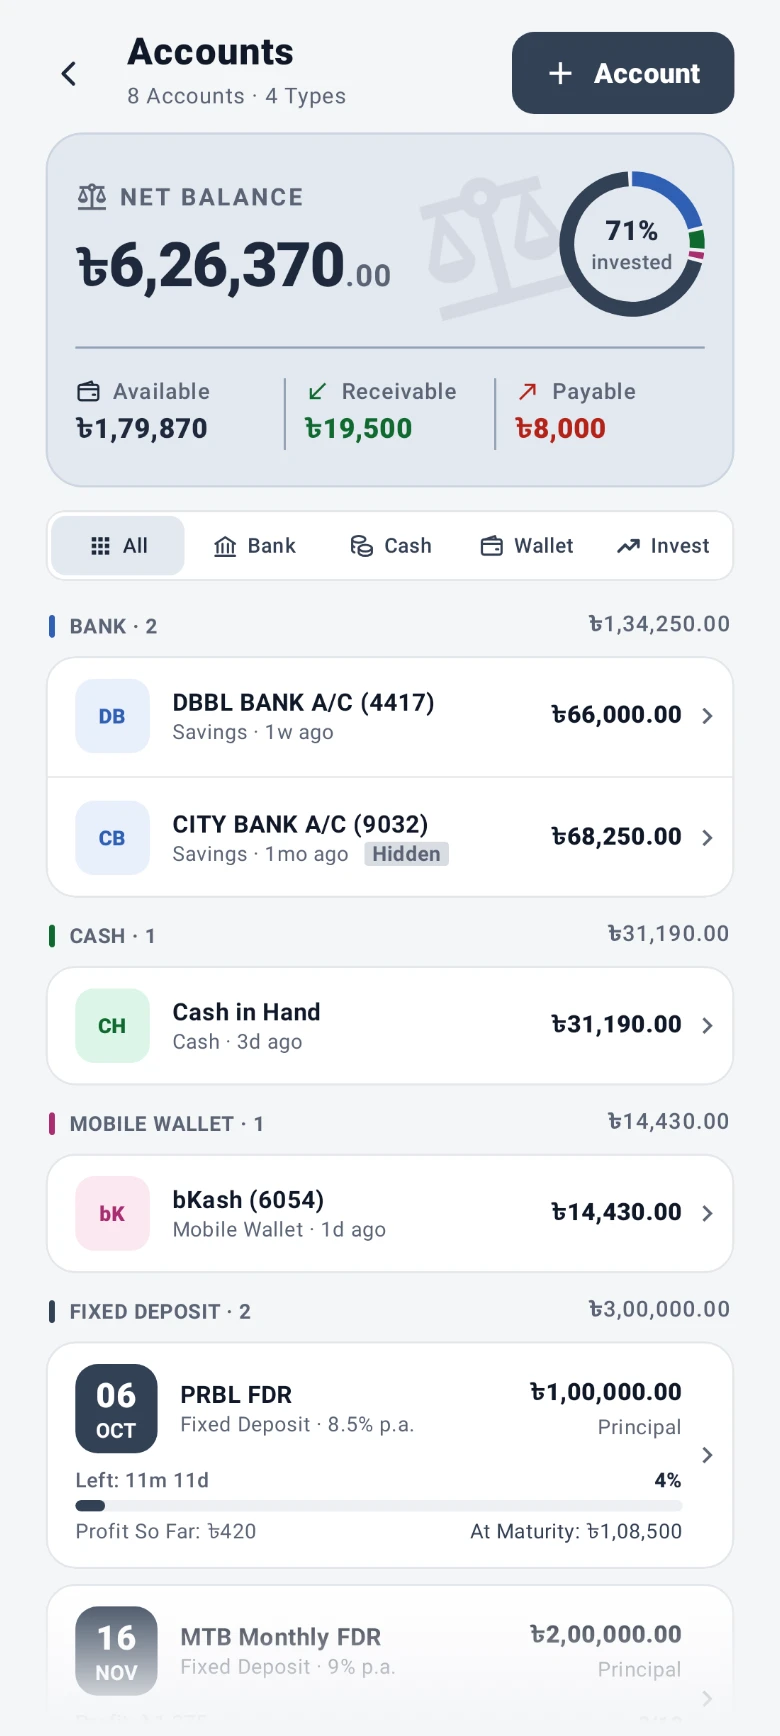 Accounts
8 Accounts · 4 Types
+ Account
NET BALANCE
৳6,26,370.00
71%
invested
Available
৳1,79,870
Receivable
৳19,500
Payable
৳8,000
All
Bank
Cash
Wallet
Invest
BANK · 2
৳1,34,250.00
DB
DBBL BANK A/C (4417)
Savings · 1w ago
৳66,000.00
CB
CITY BANK A/C (9032)
Savings · 1mo ago Hidden
৳68,250.00
CASH · 1
৳31,190.00
CH
Cash in Hand
Cash · 3d ago
৳31,190.00
MOBILE WALLET · 1
৳14,430.00
bK
bKash (6054)
Mobile Wallet · 1d ago
৳14,430.00
FIXED DEPOSIT · 2
৳3,00,000.00
06
OCT
PRBL FDR
Fixed Deposit · 8.5% p.a.
৳1,00,000.00
Principal
Left: 11m 11d
4%
Profit So Far: ৳420
At Maturity: ৳1,08,500
16
NOV
MTB Monthly FDR
Fixed Deposit · 9% p.a.
৳2,00,000.00
Principal